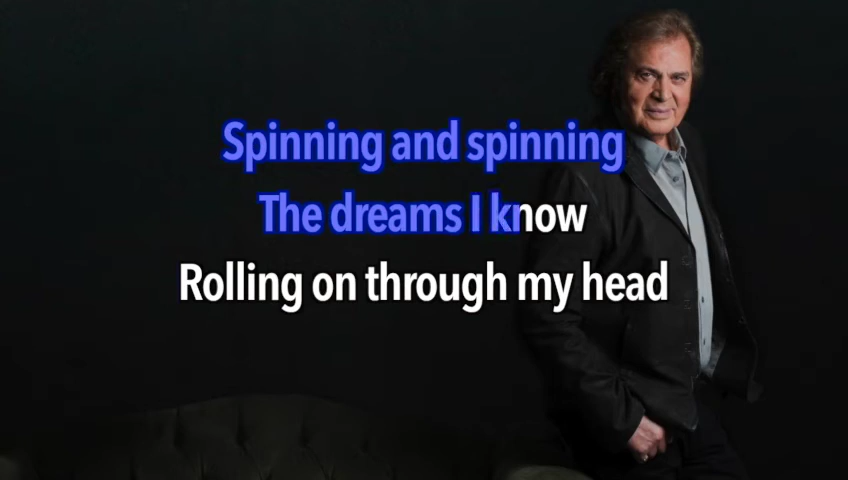 Spinning and spinning
The dreams I know
Rolling on through my head